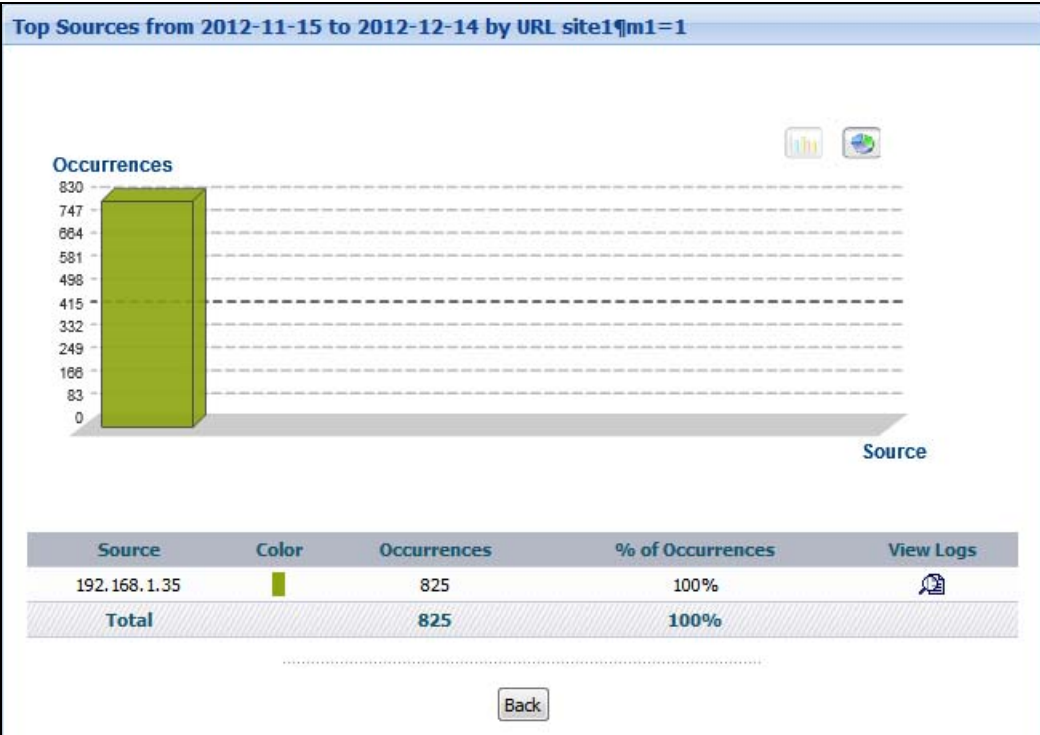 Top Sources from 2012-11-15 to 2012-12-14 by URL site1¶m1=1
Occurrences
830
747
664
581
498
415
332
249
166
83
0
Source
Source Color Occurrences % of Occurrences View Logs
192.168.1.35 825 100%
Total 825 100%
Back